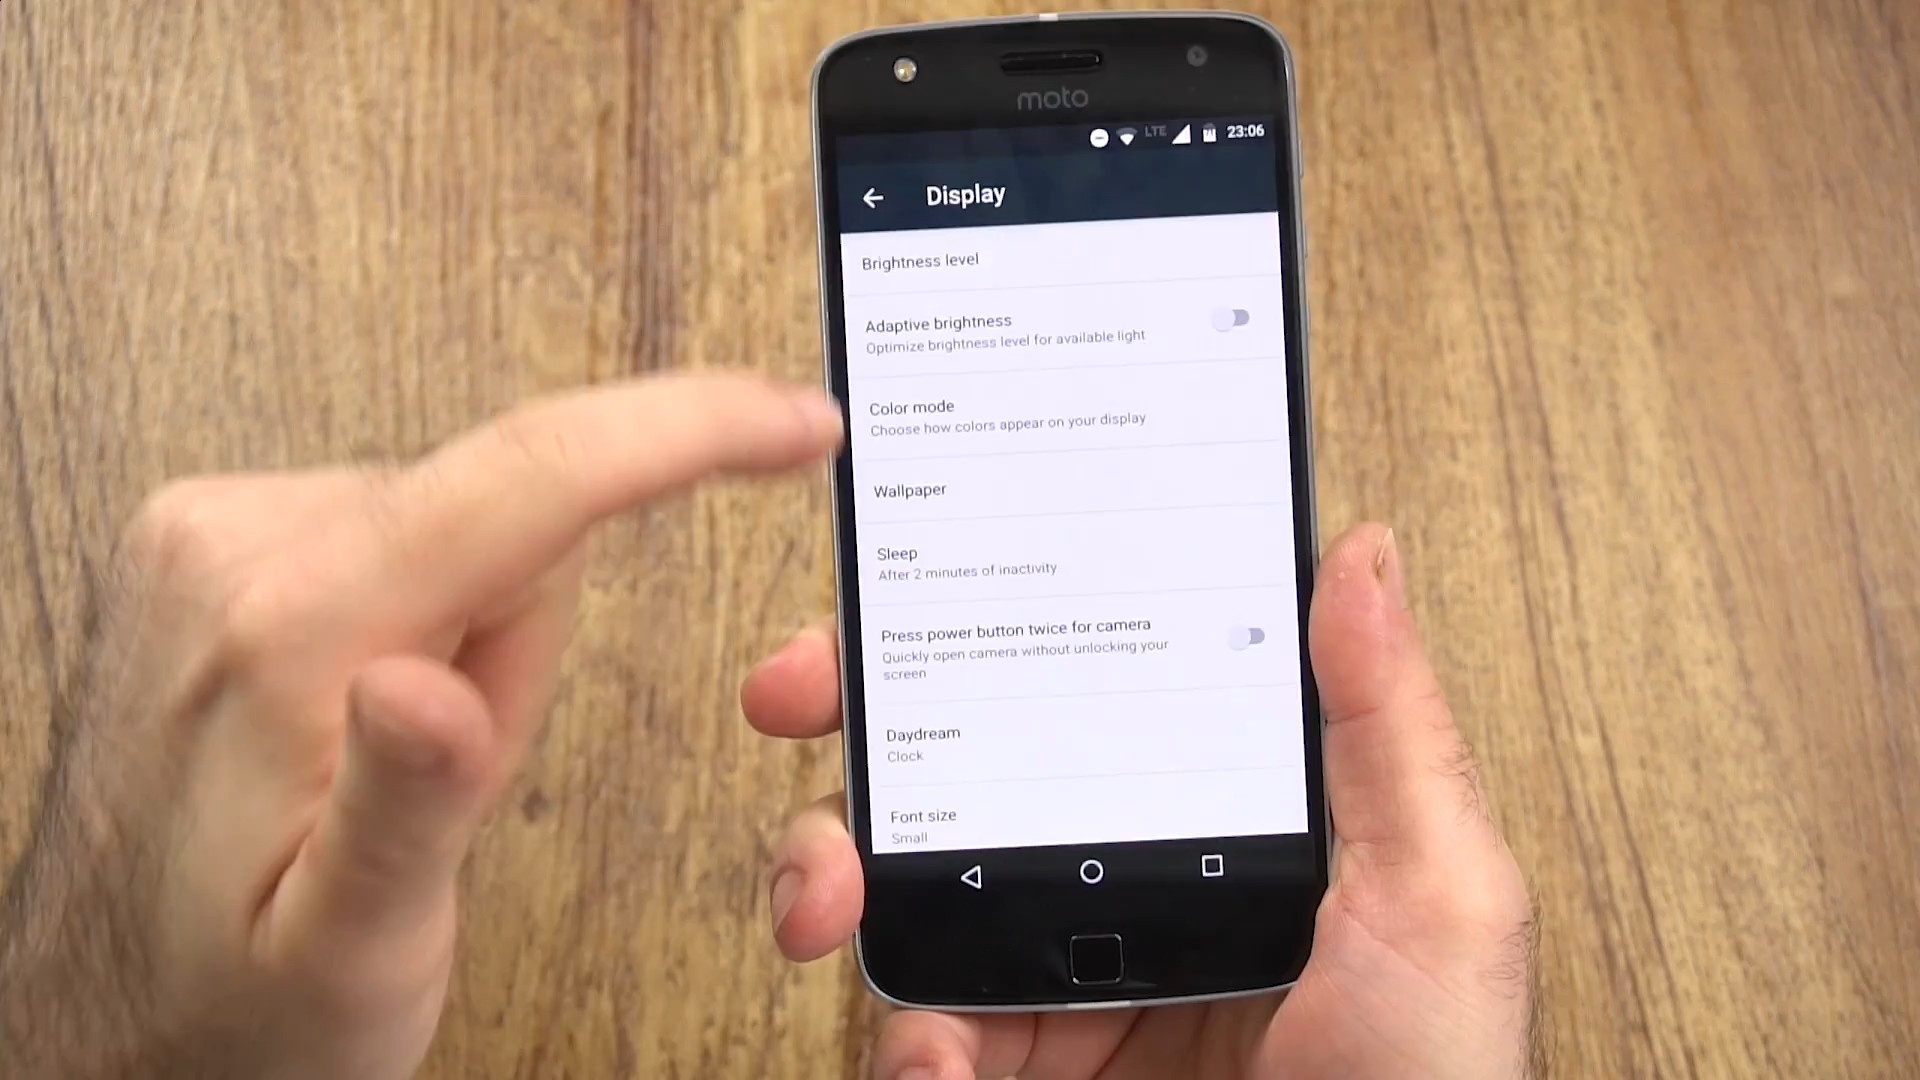 moto
LTE 23:06
Display
Brightness level
Adaptive brightness
Optimize brightness level for available light
Color mode
Choose how colors appear on your display
Wallpaper
Sleep
After 2 minutes of inactivity
Press power button twice for camera
Quickly open camera without unlocking your
screen
Daydream
Clock
Font size
Small